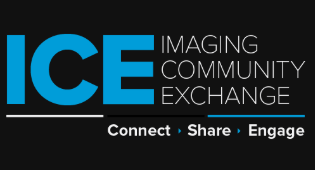 ICE
IMAGING
COMMUNITY
EXCHANGE
Connect Share Engage